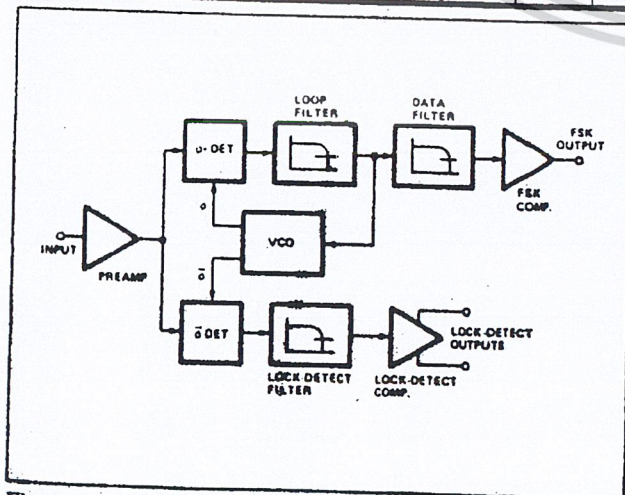 LOOP
FILTER
DATA
FILTER
FSK
OUTPUT
FSK
COMP.
VCO
INPUT
PREAMP
DET
LOCK-DETECT
FILTER
LOCK-DETECT
OUTPUTS
LOCK-DETECT
COMP.